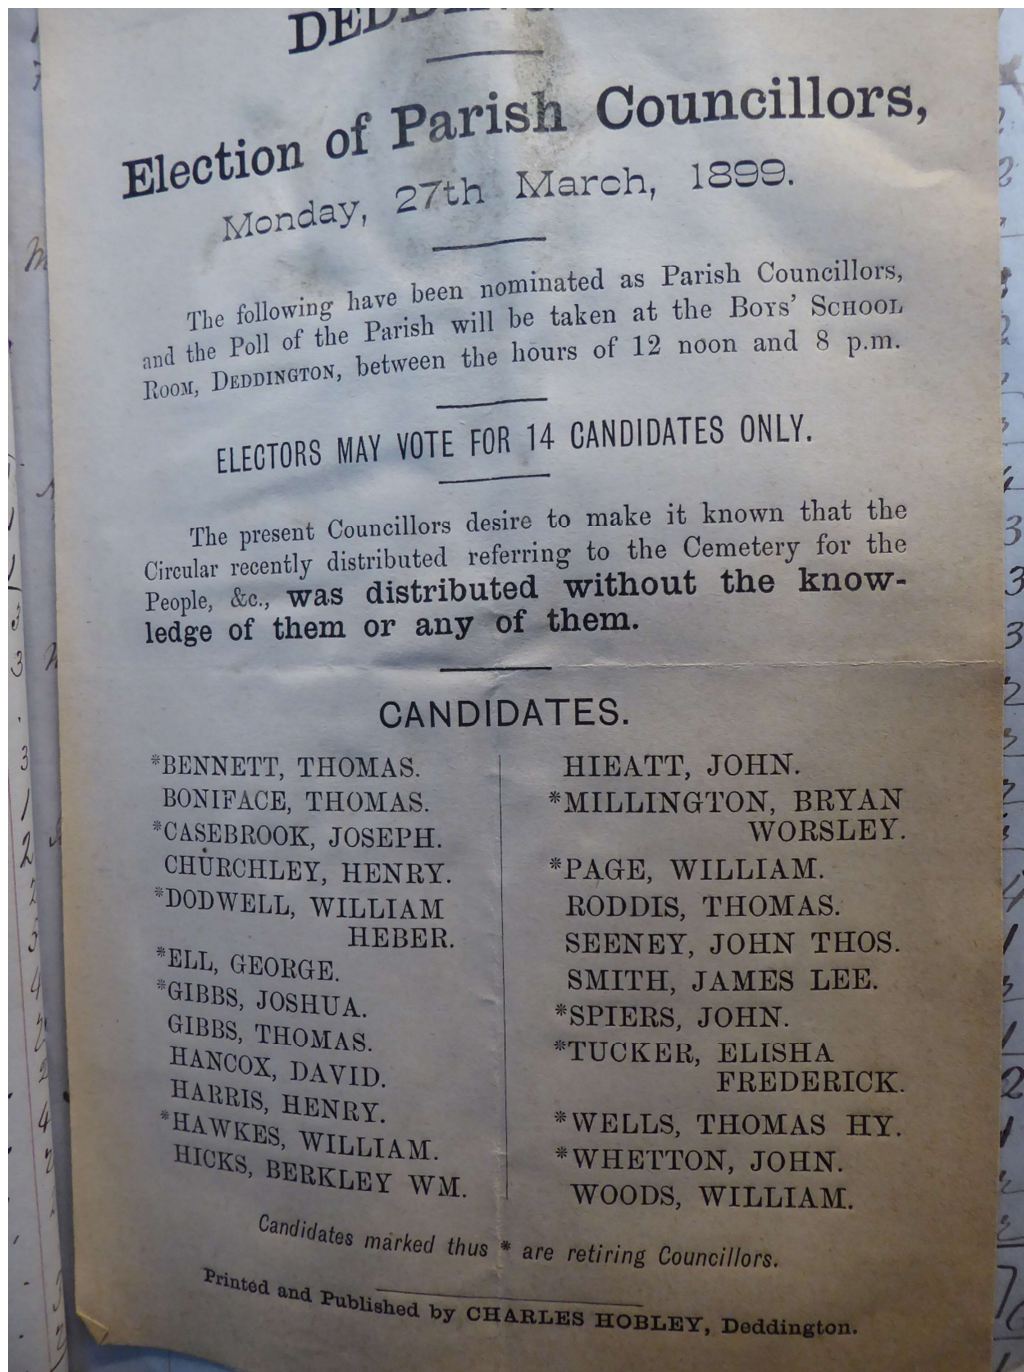 Election of Parish Councillors,
Monday, 27th March, 1899.
The following have been nominated as Parish Councillors,
and the Poll of the Parish will be taken at the BOYS' SCHOOL
ROOM, DEDDINGTON, between the hours of 12 noon and 8 p.m.
ELECTORS MAY VOTE FOR 14 CANDIDATES ONLY.
The present Councillors desire to make it known that the
Circular recently distributed referring to the Cemetery for the
People, &c., was distributed without the know-
ledge of them or any of them.
CANDIDATES.
*BENNETT, THOMAS.
BONIFACE, THOMAS.
*CASEBROOK, JOSEPH.
CHURCHLEY, HENRY.
*DODWELL, WILLIAM
HEBER.
*ELL, GEORGE.
*GIBBS, JOSHUA.
GIBBS, THOMAS.
HANCOX, DAVID.
HARRIS, HENRY.
*HAWKES, WILLIAM.
HICKS, BERKLEY WM.
HIEATT, JOHN.
*MILLINGTON, BRYAN
WORSLEY.
*PAGE, WILLIAM.
RODDIS, THOMAS.
SEENEY, JOHN THOS.
SMITH, JAMES LEE.
*SPIERS, JOHN.
*TUCKER, ELISHA
FREDERICK.
*WELLS, THOMAS HY.
*WHETTON, JOHN.
WOODS, WILLIAM.
Candidates marked thus * are retiring Councillors.
Printed and Published by CHARLES HOBLEY, Deddington.